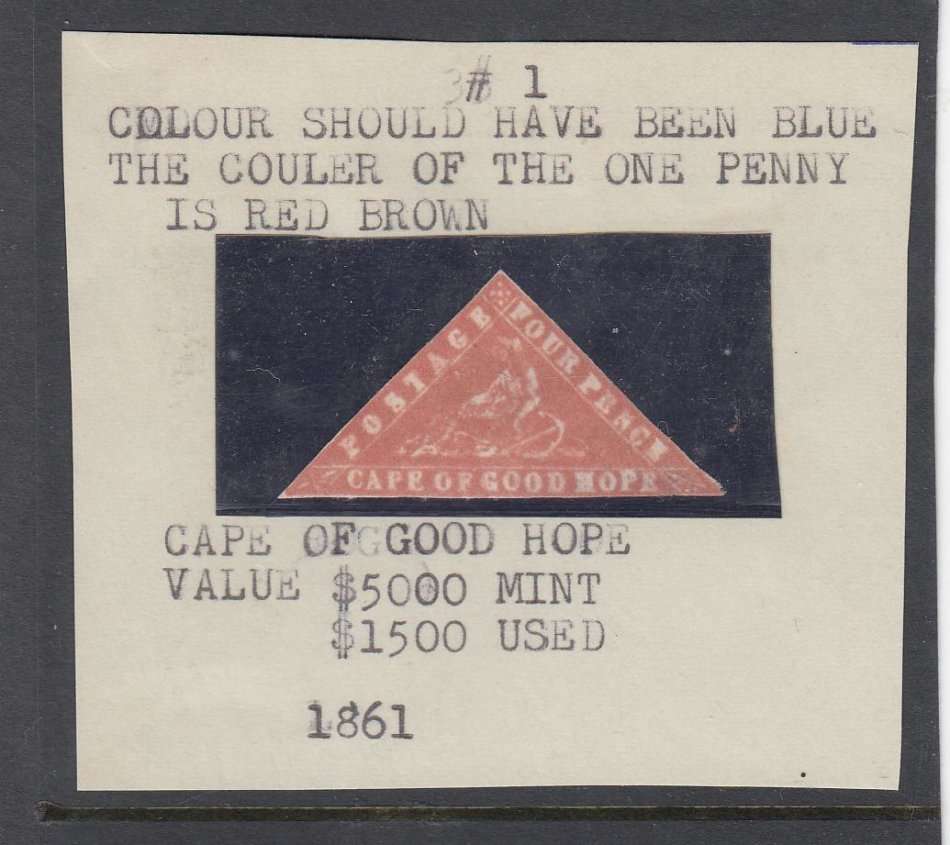 # 1
COLOUR SHOULD HAVE BEEN BLUE
THE COULER OF THE ONE PENNY
IS RED BROWN
POSTAGE
FOUR PENCE
CAPE OF GOOD HOPE
CAPE OF GOOD HOPE
VALUE $5000 MINT
$1500 USED
1861